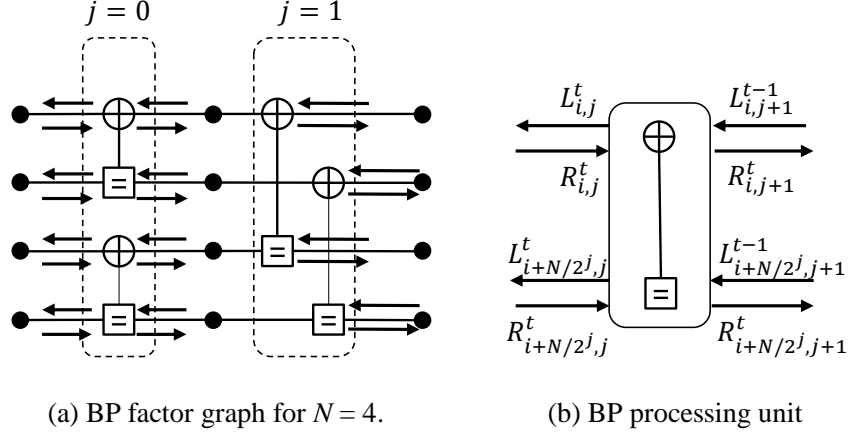 j = 0 j = 1
=
=
=
=
(a) BP factor graph for N = 4.
L^t_{i,j} L^{t-1}_{i,j+1}
R^t_{i,j} R^t_{i,j+1}
L^t_{i+N/2^j,j} L^{t-1}_{i+N/2^j,j+1}
=
R^t_{i+N/2^j,j} R^t_{i+N/2^j,j+1}
(b) BP processing unit